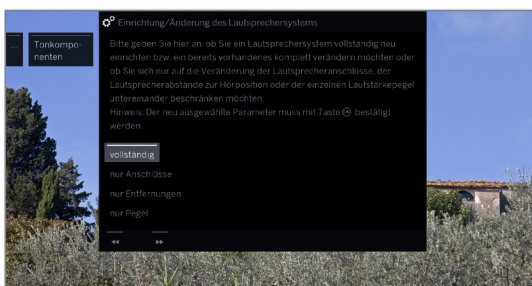 Einrichtung/Änderung des Lautsprechersystems
...
Tonkompo-
nenten
Bitte geben Sie hier an, ob Sie ein Lautsprechersystem vollständig neu
einrichten bzw. ein bereits vorhandenes komplett verändern möchten oder
ob Sie sich nur auf die Veränderung der Lautsprecheranschlüsse, der
Lautsprecherabstände zur Hörposition oder der einzelnen Lautstärkepegel
untereinander beschränken möchten.
Hinweis: Der neu ausgewählte Parameter muss mit Taste OK bestätigt
werden.
vollständig
nur Anschlüsse
nur Entfernungen
nur Pegel